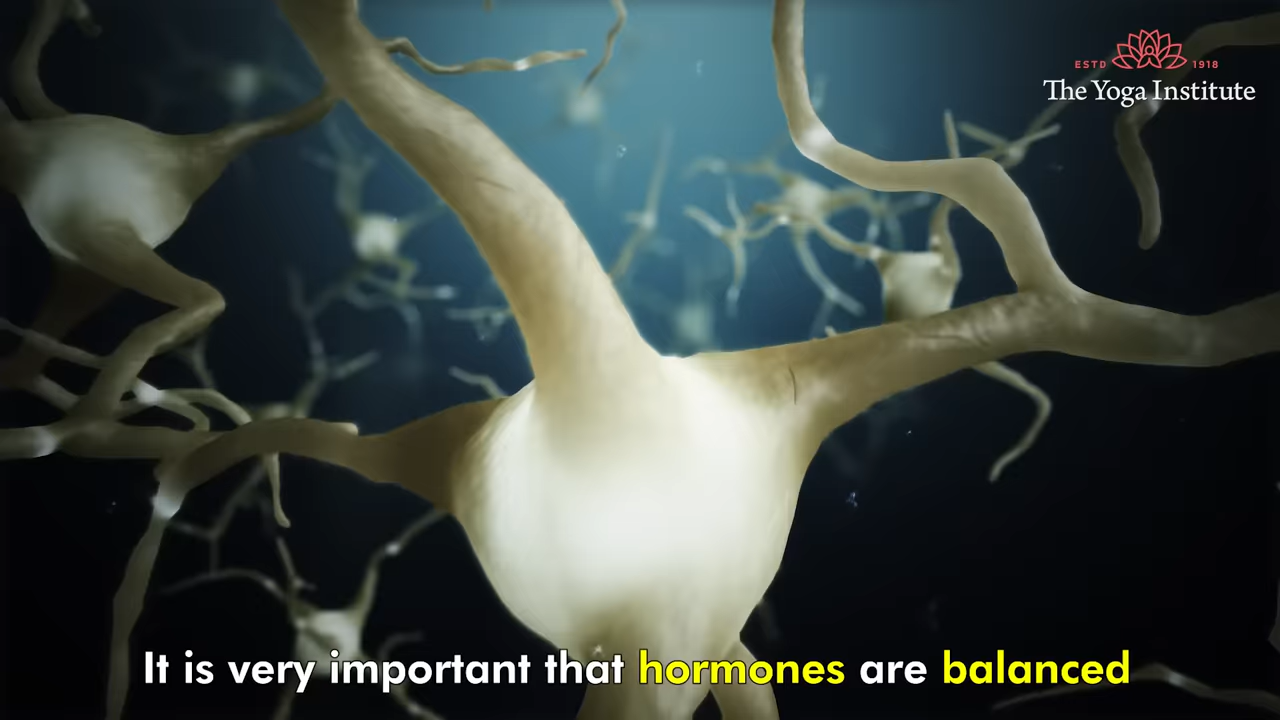 ESTD 1918
The Yoga Institute
It is very important that hormones are balanced